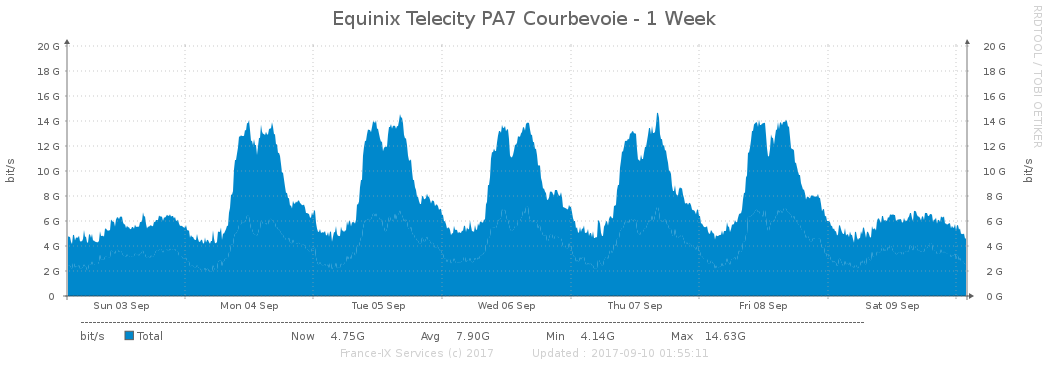 Equinix Telecity PA7 Courbevoie - 1 Week
RRDTOOL / TOBI OETIKER
20 G 20 G
18 G 18 G
16 G 16 G
14 G 14 G
12 G 12 G
10 G 10 G
8 G 8 G
6 G 6 G
4 G 4 G
2 G 2 G
0 0 G
bit/s
bit/s
Sun 03 Sep Mon 04 Sep Tue 05 Sep Wed 06 Sep Thu 07 Sep Fri 08 Sep Sat 09 Sep
bit/s Total Now 4.75G Avg 7.90G Min 4.14G Max 14.63G
France-IX Services (c) 2017 Updated : 2017-09-10 01:55:11